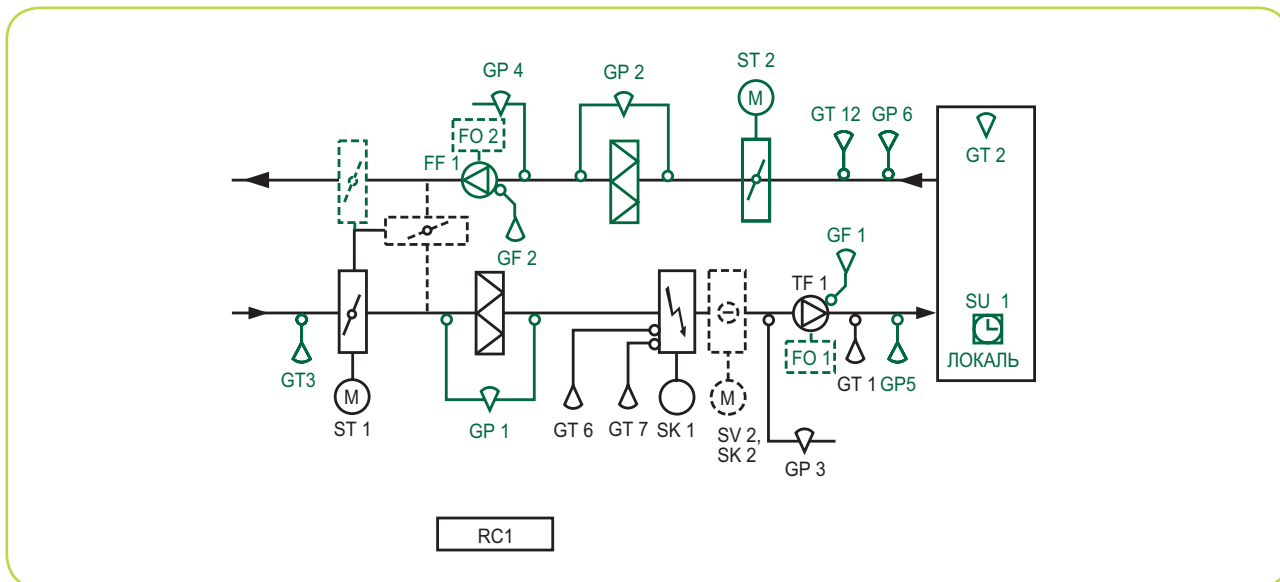 ST 2
GP 4
GP 2
M
GT 12
GP 6
FO 2
GT 2
FF 1
GF 2
GF 1
TF 1
SU 1
ЛОКАЛЬ
FO 1
GT3
GT 1
GP5
M
M
ST 1
GP 1
GT 6
GT 7
SK 1
SV 2,
SK 2
GP 3
RC1